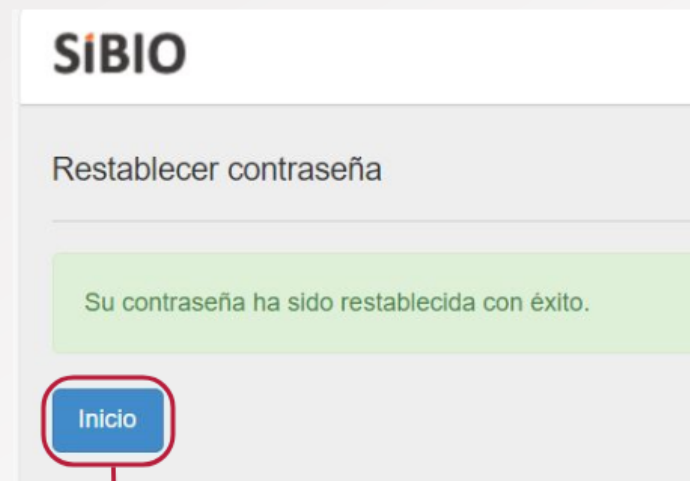 SiBIO
Restablecer contraseña
Su contraseña ha sido restablecida con éxito.
Inicio